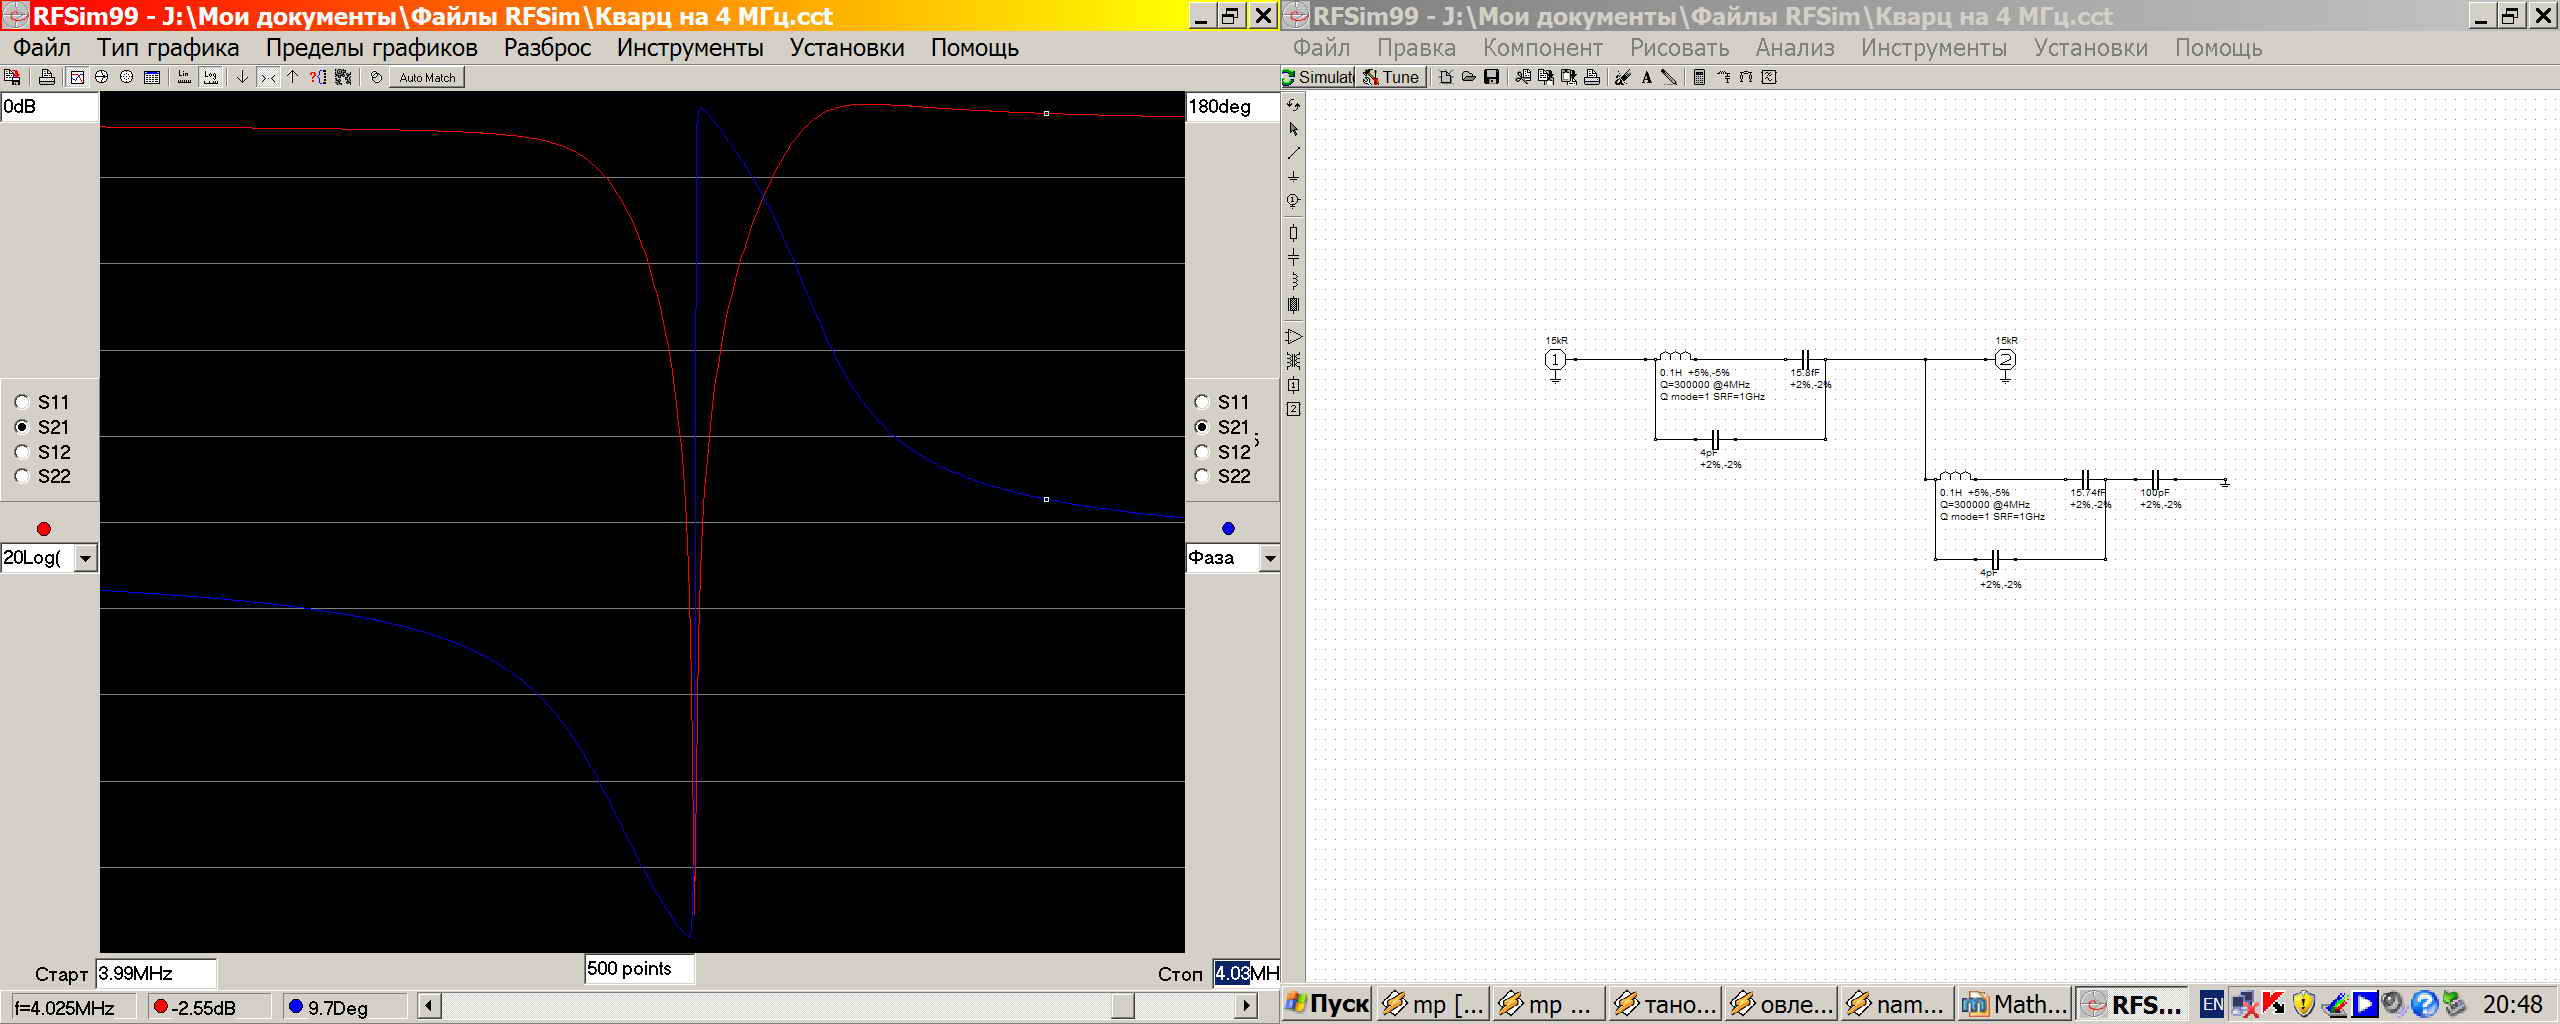 RFSim99 - J:\Мои документы\Файлы RFSim\Кварц на 4 МГц.cct
Файл Тип графика Пределы графиков Разброс Инструменты Установки Помощь
Lin Log Auto Match
0dB
180deg
S11
S21
S12
S22
S11
S21
S12
S22
20Log(
Фаза
Старт 3.99MHz
500 points
Стоп 4.03MH
f=4.025MHz -2.55dB 9.7Deg
RFSim99 - J:\Мои документы\Файлы RFSim\Кварц на 4 МГц.cct
Файл Правка Компонент Рисовать Анализ Инструменты Установки Помощь
Simulat Tune
15kR
1
0.1H +5%,-5%
Q=300000 @4MHz
Q mode=1 SRF=1GHz
15.8fF
+2%,-2%
4pF
+2%,-2%
15kR
2
0.1H +5%,-5%
Q=300000 @4MHz
Q mode=1 SRF=1GHz
15.74fF
+2%,-2%
100pF
+2%,-2%
4pF
+2%,-2%
Пуск mp [... mp ... тано... овле... nam... Math... RFS... EN 20:48